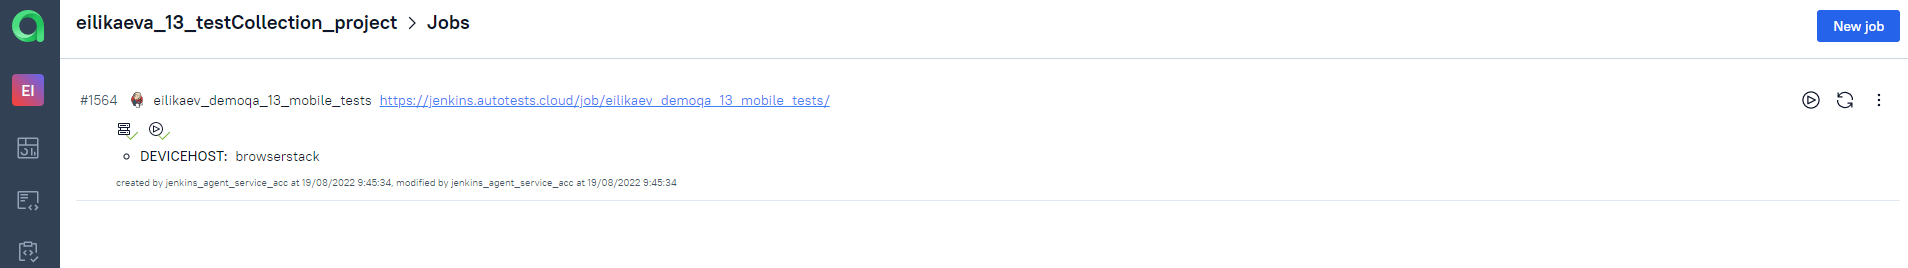 eilikaeva_13_testCollection_project > Jobs
New job
EI
#1564 eilikaev_demoqa_13_mobile_tests https://jenkins.autotests.cloud/job/eilikaev_demoqa_13_mobile_tests/
DEVICEHOST: browserstack
created by jenkins_agent_service_acc at 19/08/2022 9:45:34, modified by jenkins_agent_service_acc at 19/08/2022 9:45:34